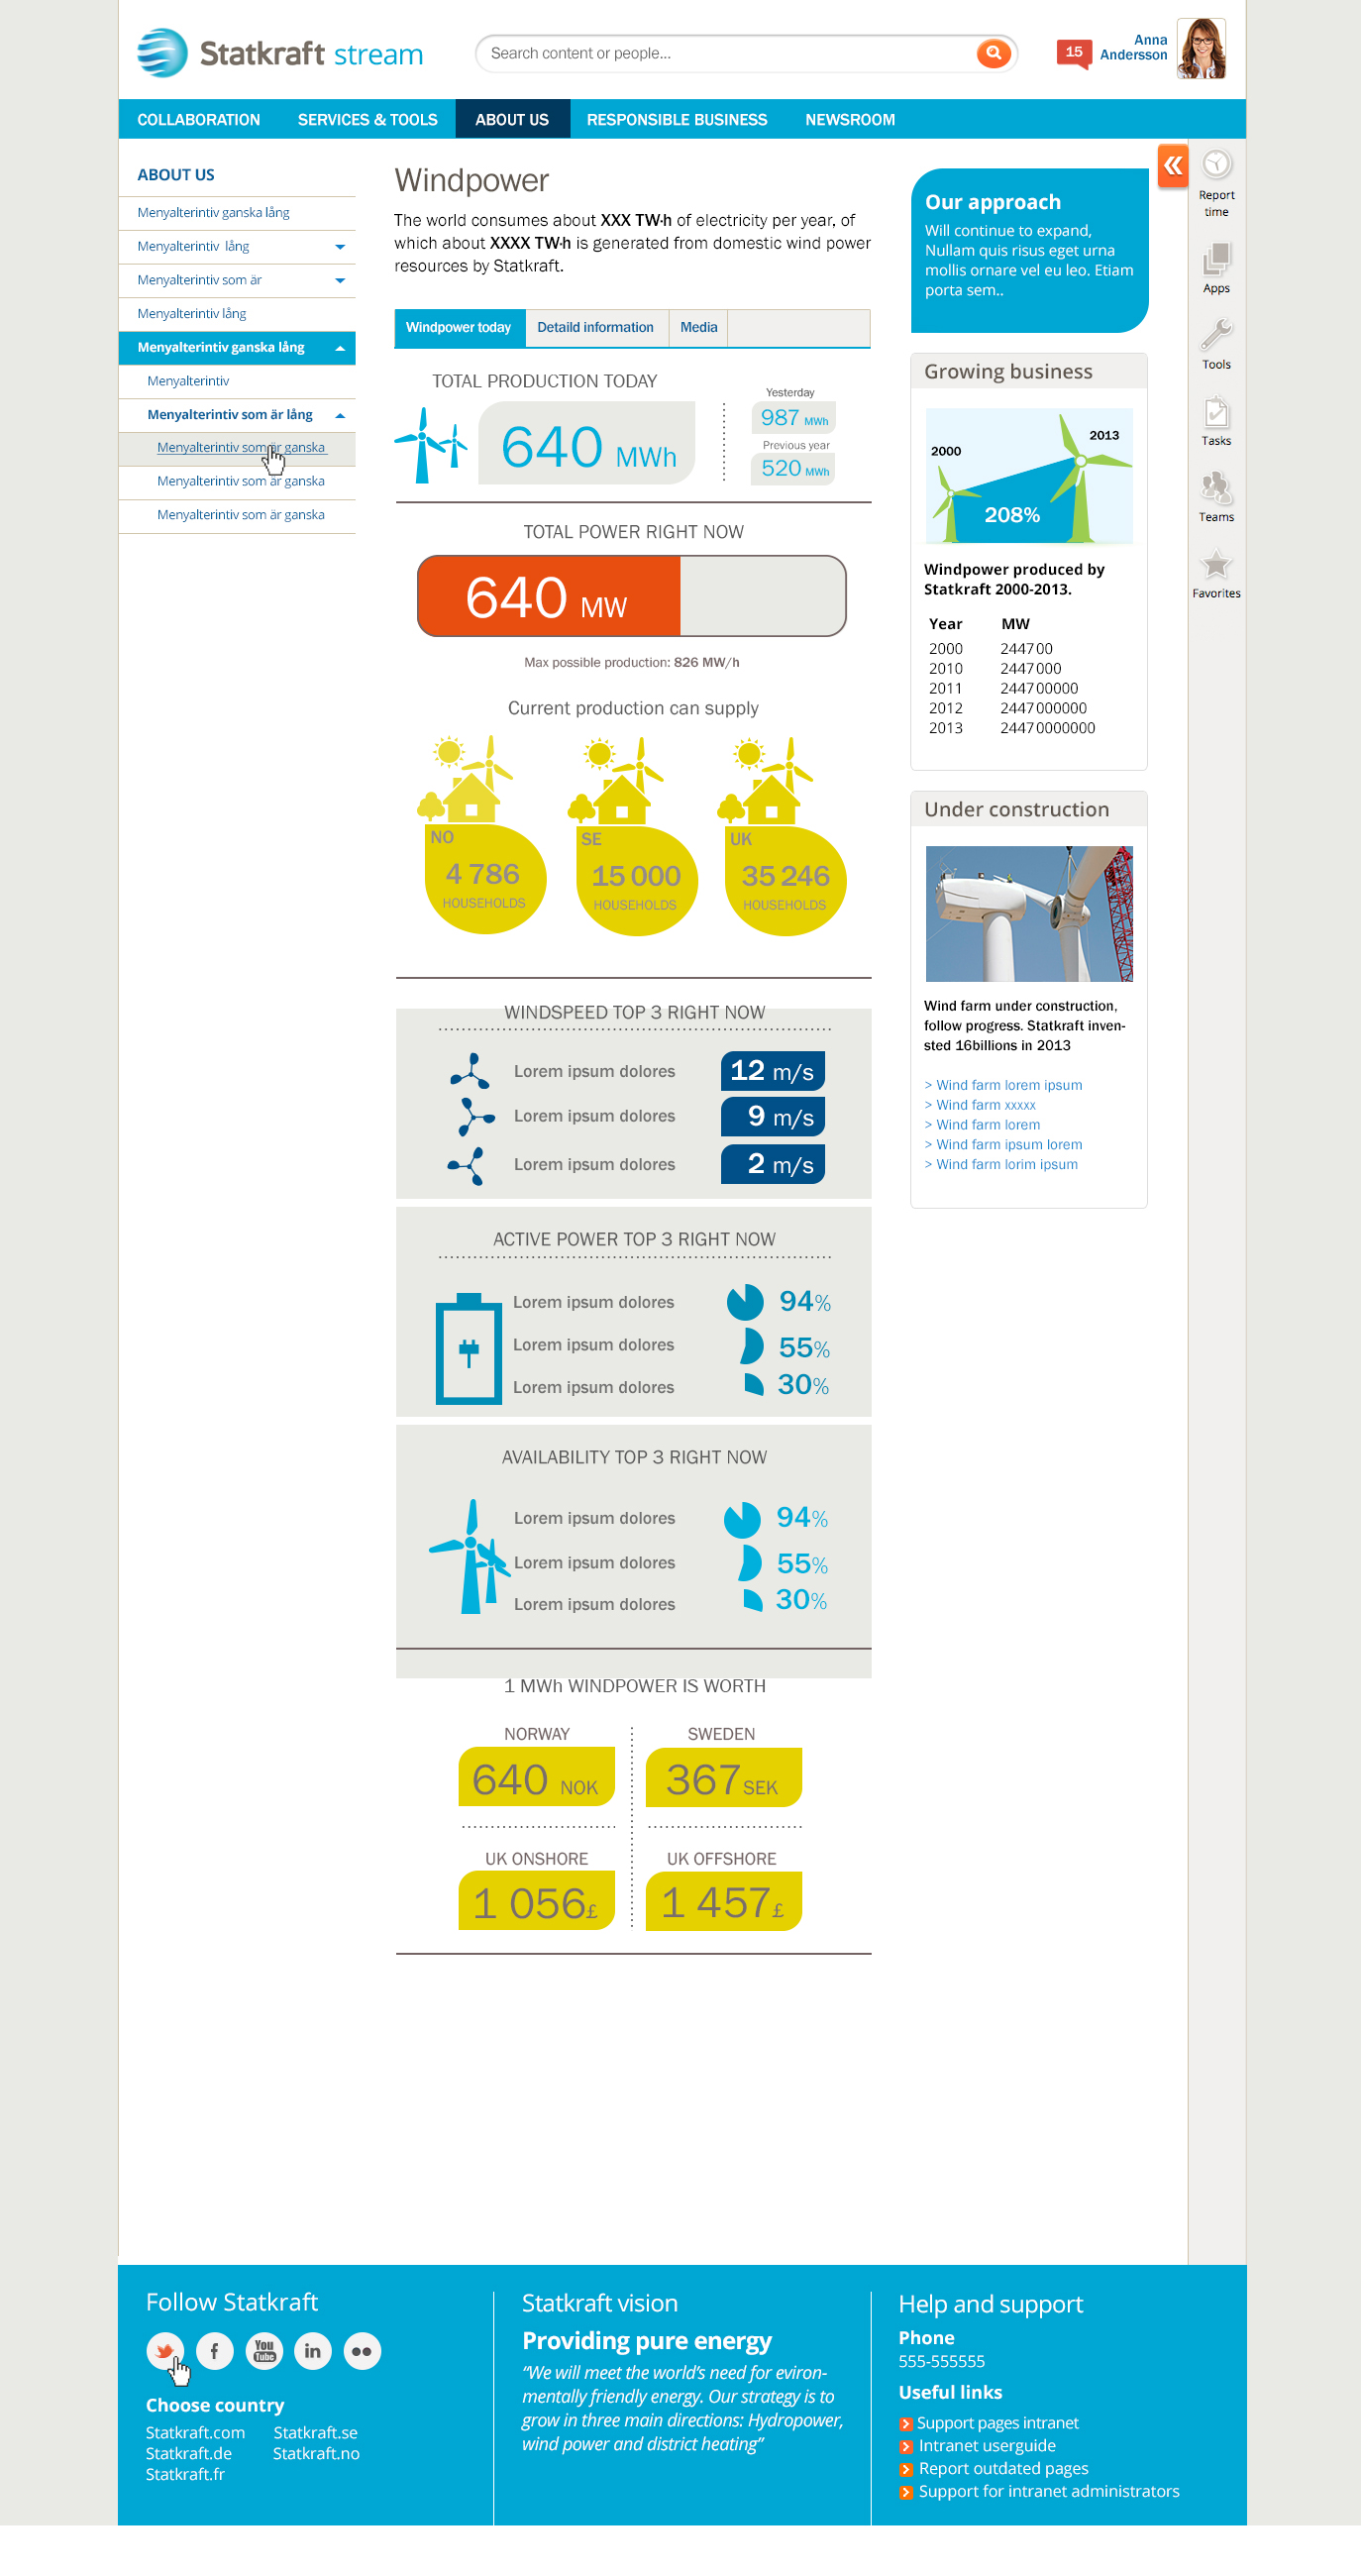 Statkraft stream
Search content or people...
15
Anna
Andersson
COLLABORATION SERVICES & TOOLS ABOUT US RESPONSIBLE BUSINESS NEWSROOM
ABOUT US
Menyalterintiv ganska lång
Menyalterintiv lång
Menyalterintiv som är
Menyalterintiv lång
Menyalterintiv ganska lång
Menyalterintiv
Menyalterintiv som är lång
Menyalterintiv som är ganska
Menyalterintiv som är ganska
Menyalterintiv som är ganska
Windpower
The world consumes about XXX TW·h of electricity per year, of
which about XXXX TW·h is generated from domestic wind power
resources by Statkraft.
Windpower today Detaild information Media
TOTAL PRODUCTION TODAY
640 MWh
Yesterday
987 MWh
Previous year
520 MWh
TOTAL POWER RIGHT NOW
640 MW
Max possible production: 826 MW/h
Current production can supply
NO
4 786
HOUSEHOLDS
SE
15 000
HOUSEHOLDS
UK
35 246
HOUSEHOLDS
WINDSPEED TOP 3 RIGHT NOW
Lorem ipsum dolores 12 m/s
Lorem ipsum dolores 9 m/s
Lorem ipsum dolores 2 m/s
ACTIVE POWER TOP 3 RIGHT NOW
Lorem ipsum dolores 94%
Lorem ipsum dolores 55%
Lorem ipsum dolores 30%
AVAILABILITY TOP 3 RIGHT NOW
Lorem ipsum dolores 94%
Lorem ipsum dolores 55%
Lorem ipsum dolores 30%
1 MWh WINDPOWER IS WORTH
NORWAY
640 NOK
SWEDEN
367 SEK
UK ONSHORE
1 056£
UK OFFSHORE
1 457£
Our approach
Will continue to expand,
Nullam quis risus eget urna
mollis ornare vel eu leo. Etiam
porta sem..
Growing business
2000
2013
208%
Windpower produced by
Statkraft 2000-2013.
Year MW
2000 244700
2010 2447000
2011 244700000
2012 2447000000
2013 24470000000
Under construction
Wind farm under construction,
follow progress. Statkraft inven-
sted 16billions in 2013
> Wind farm lorem ipsum
> Wind farm xxxxx
> Wind farm lorem
> Wind farm ipsum lorem
> Wind farm lorim ipsum
Report
time
Apps
Tools
Tasks
Teams
Favorites
Follow Statkraft
f
You
Tube
in
Choose country
Statkraft.com Statkraft.se
Statkraft.de Statkraft.no
Statkraft.fr
Statkraft vision
Providing pure energy
“We will meet the world’s need for eviron-
mentally friendly energy. Our strategy is to
grow in three main directions: Hydropower,
wind power and district heating”
Help and support
Phone
555-555555
Useful links
Support pages intranet
Intranet userguide
Report outdated pages
Support for intranet administrators